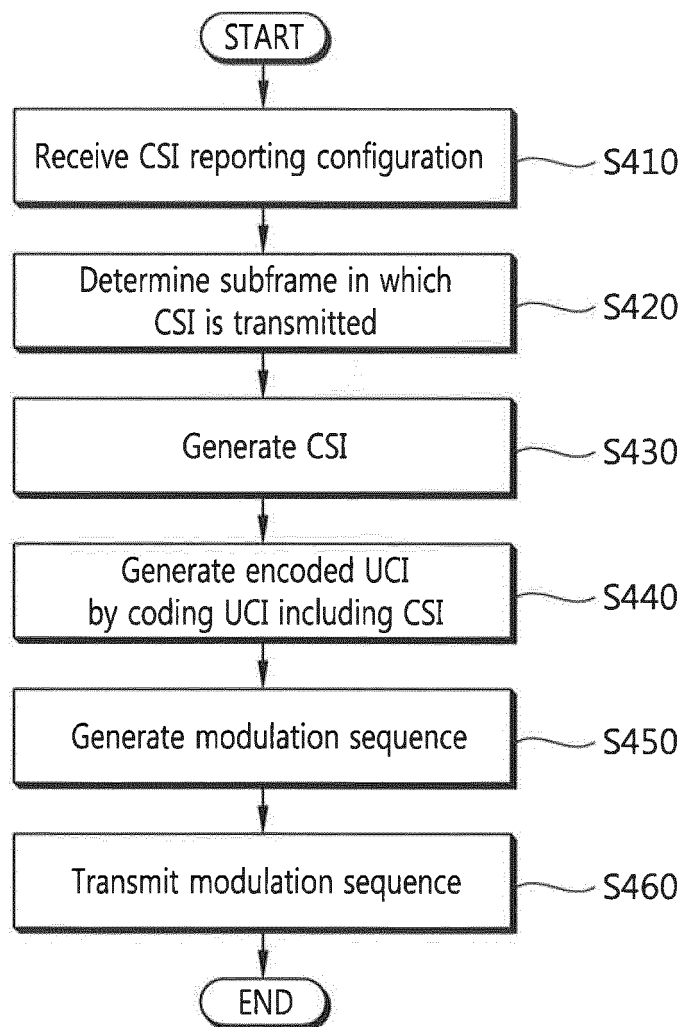 START
Receive CSI reporting configuration
S410
Determine subframe in which
CSI is transmitted
S420
Generate CSI
S430
Generate encoded UCI
by coding UCI including CSI
S440
Generate modulation sequence
S450
Transmit modulation sequence
S460
END